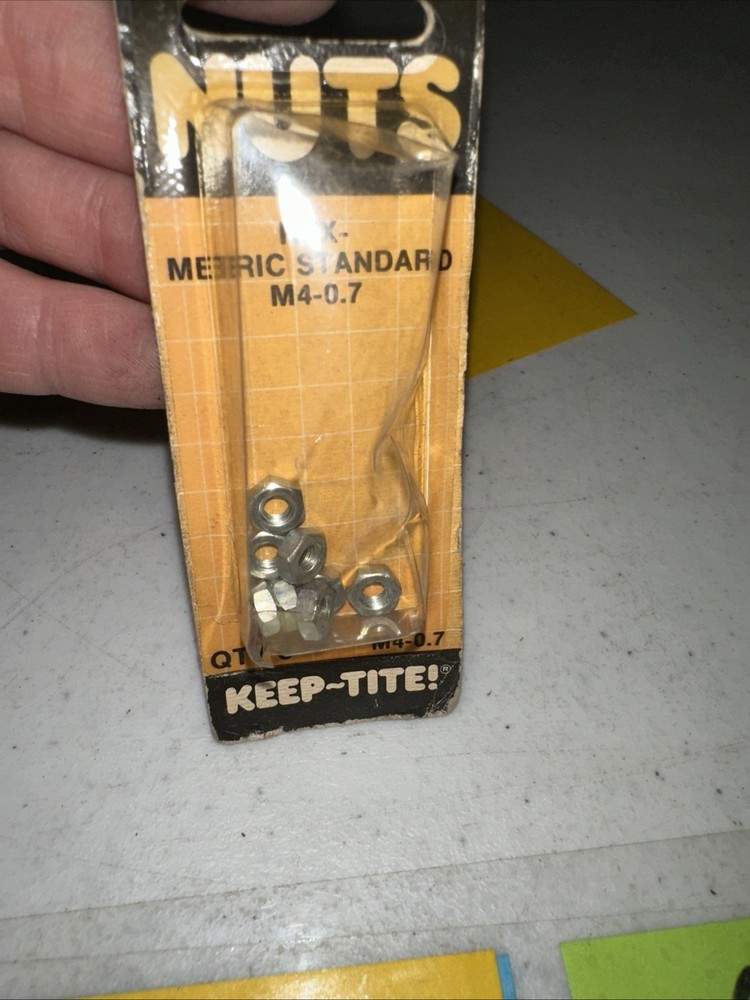 NUTS
METRIC STANDARD
M4-0.7
M4-0.7
KEEP~TITE!®